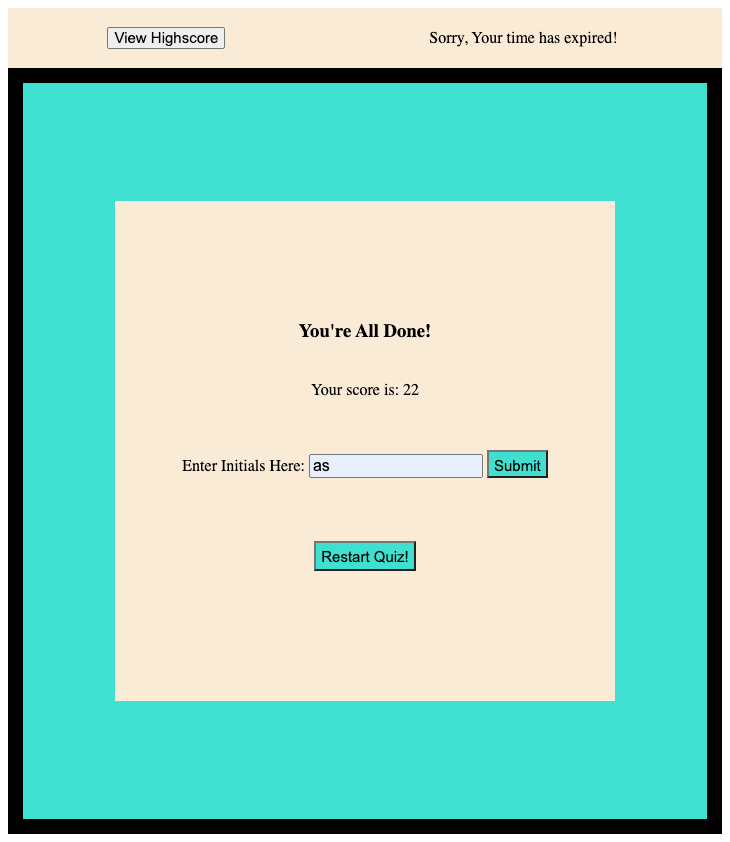 View Highscore Sorry, Your time has expired!
You're All Done!
Your score is: 22
Enter Initials Here: as Submit
Restart Quiz!